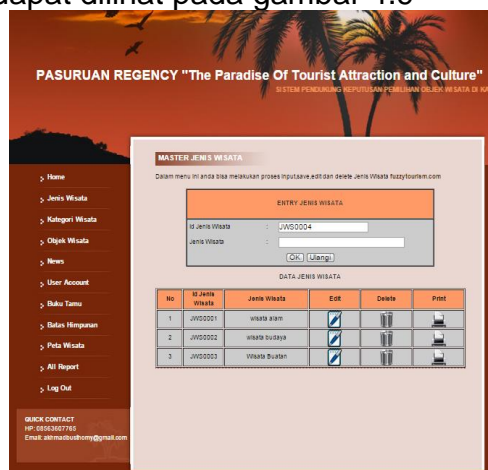 dapat dilihat pada gambar 4.
PASURUAN REGENCY "The Paradise Of Tourist Attraction and Culture"
SISTEM PENDUKUNG KEPUTUSAN PEMILIHAN OBJEK WISATA DI KA
MASTER JENIS WISATA
Dalam menu ini anda bisa melakukan proses input,save,edit dan delete Jenis Wisata fuzzytourism.com
Home
Jenis Wisata
Kategori Wisata
Objek Wisata
News
User Account
Buku Tamu
Batas Himpunan
Peta Wisata
All Report
Log Out
ENTRY JENIS WISATA
Id Jenis Wisata : JWS0004
Jenis Wisata :
OK Ulangi
DATA JENIS WISATA
No Id Jenis Wisata Jenis Wisata Edit Delete Print
1 JWS0001 wisata alam
2 JWS0002 wisata budaya
3 JWS0003 Wisata Buatan
QUICK CONTACT
HP: 08563607765
Email: akhmadbusthomy@gmail.com